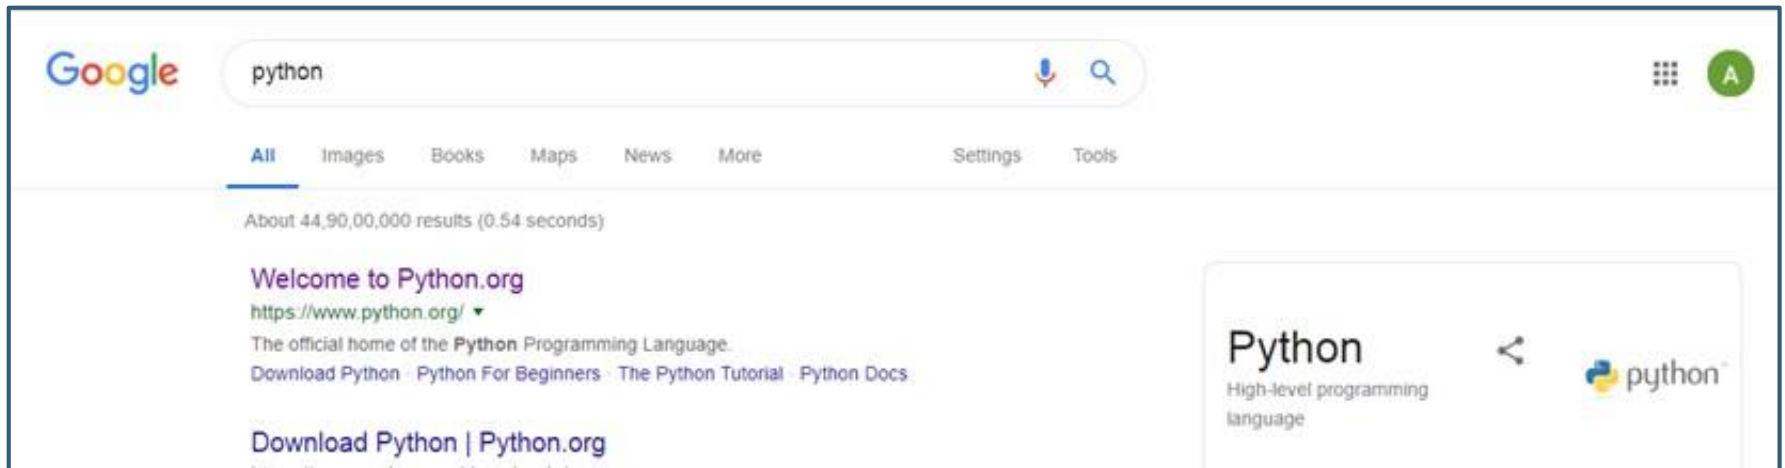 Google python A
All Images Books Maps News More Settings Tools
About 44,90,00,000 results (0.54 seconds)
Welcome to Python.org
https://www.python.org/
The official home of the Python Programming Language.
Download Python · Python For Beginners · The Python Tutorial · Python Docs
Download Python | Python.org
Python
High-level programming
language
python